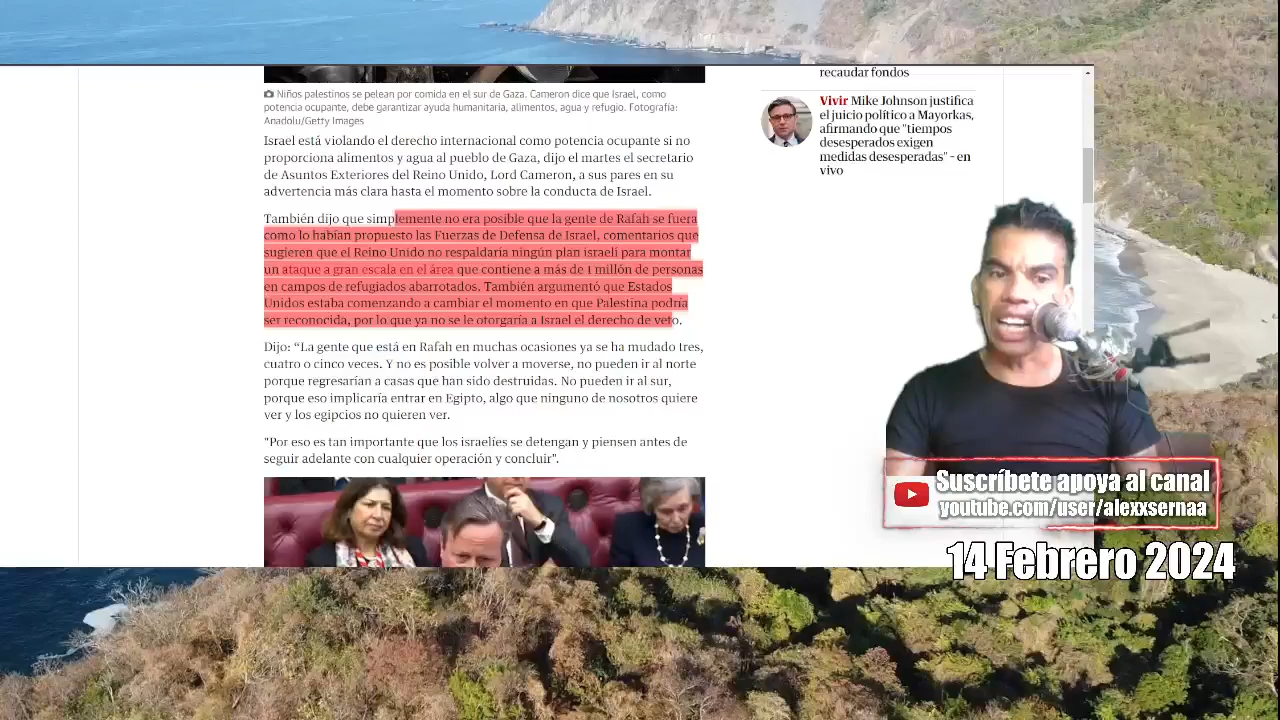 Niños palestinos se pelean por comida en el sur de Gaza. Cameron dice que Israel, como
potencia ocupante, debe garantizar ayuda humanitaria, alimentos, agua y refugio. Fotografía:
Anadolu/Getty Images
Israel está violando el derecho internacional como potencia ocupante si no
proporciona alimentos y agua al pueblo de Gaza, dijo el martes el secretario
de Asuntos Exteriores del Reino Unido, Lord Cameron, a sus pares en su
advertencia más clara hasta el momento sobre la conducta de Israel.
También dijo que simplemente no era posible que la gente de Rafah se fuera
como lo habían propuesto las Fuerzas de Defensa de Israel, comentarios que
sugieren que el Reino Unido no respaldaría ningún plan israelí para montar
un ataque a gran escala en el área que contiene a más de 1 millón de personas
en campos de refugiados abarrotados. También argumentó que Estados
Unidos estaba comenzando a cambiar el momento en que Palestina podría
ser reconocida, por lo que ya no se le otorgaría a Israel el derecho de veto.
Dijo: “La gente que está en Rafah en muchas ocasiones ya se ha mudado tres,
cuatro o cinco veces. Y no es posible volver a moverse, no pueden ir al norte
porque regresarían a casas que han sido destruidas. No pueden ir al sur,
porque eso implicaría entrar en Egipto, algo que ninguno de nosotros quiere
ver y los egipcios no quieren ver.
"Por eso es tan importante que los israelíes se detengan y piensen antes de
seguir adelante con cualquier operación y concluir".
recaudar fondos
Vivir Mike Johnson justifica
el juicio político a Mayorkas,
afirmando que "tiempos
desesperados exigen
medidas desesperadas" – en
vivo
Suscríbete apoya al canal
youtube.com/user/alexxsernaa
14 Febrero 2024